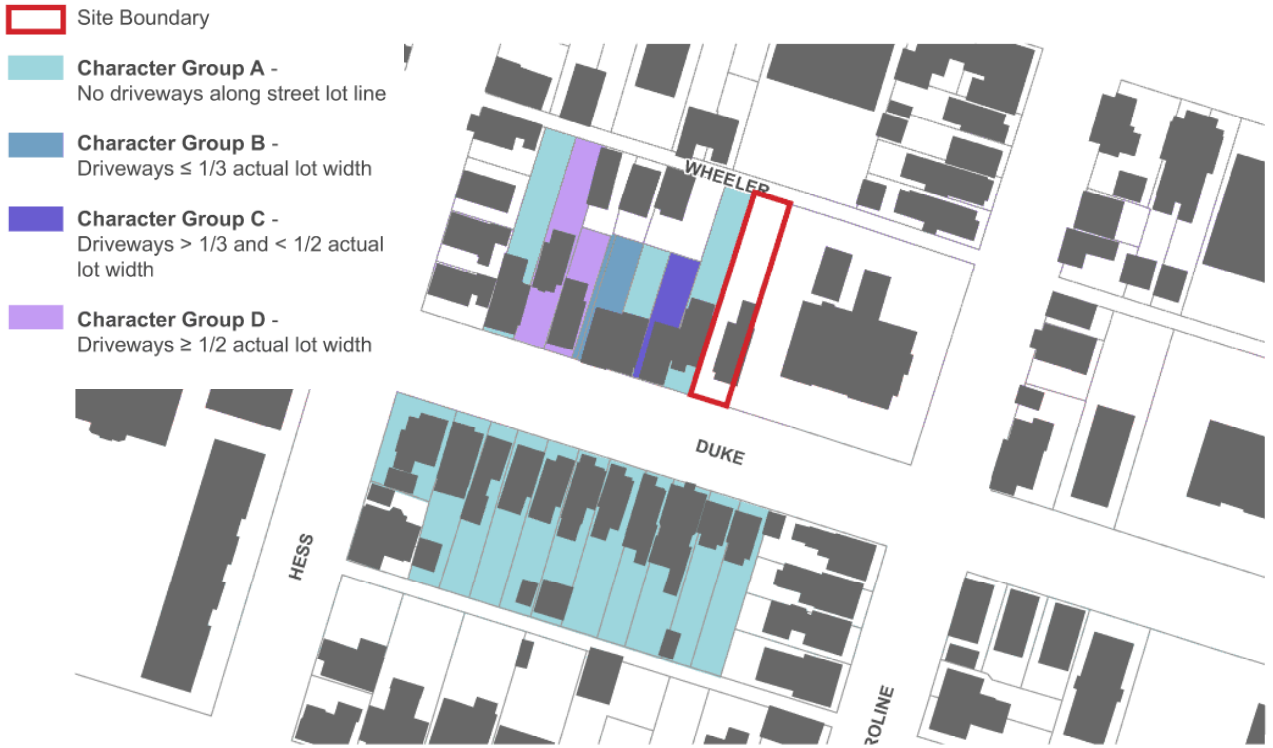 Site Boundary
Character Group A -
No driveways along street lot line
Character Group B -
Driveways ≤ 1/3 actual lot width
Character Group C -
Driveways > 1/3 and < 1/2 actual
lot width
Character Group D -
Driveways ≥ 1/2 actual lot width
WHEELER
DUKE
HESS
ROLINE